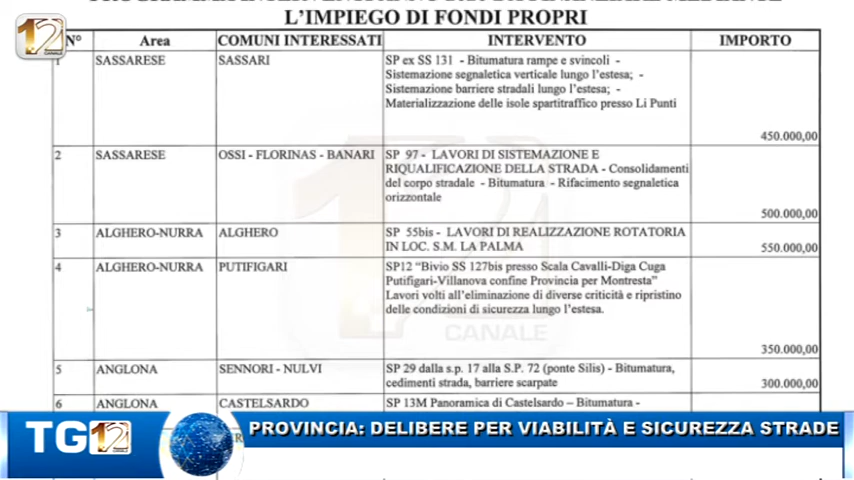 L'IMPIEGO DI FONDI PROPRI
N° Area COMUNI INTERESSATI INTERVENTO IMPORTO
1 SASSARESE SASSARI SP ex SS 131 - Bitumatura rampe e svincoli -
Sistemazione segnaletica verticale lungo l'estesa; -
Sistemazione barriere stradali lungo l'estesa; -
Materializzazione delle isole spartitraffico presso Li Punti
450.000,00
2 SASSARESE OSSI - FLORINAS - BANARI SP 97 - LAVORI DI SISTEMAZIONE E
RIQUALIFICAZIONE DELLA STRADA - Consolidamenti
del corpo stradale - Bitumatura - Rifacimento segnaletica
orizzontale
500.000,00
3 ALGHERO-NURRA ALGHERO SP 55bis - LAVORI DI REALIZZAZIONE ROTATORIA
IN LOC. S.M. LA PALMA
550.000,00
4 ALGHERO-NURRA PUTIFIGARI SP12 "Bivio SS 127bis presso Scala Cavalli-Diga Cuga
Putifigari-Villanova confine Provincia per Montresta"
Lavori volti all'eliminazione di diverse criticità e ripristino
delle condizioni di sicurezza lungo l'estesa.
350.000,00
5 ANGLONA SENNORI - NULVI SP 29 dalla s.p. 17 alla S.P. 72 (ponte Silis) - Bitumatura,
cedimenti strada, barriere scarpate
300.000,00
6 ANGLONA CASTELSARDO SP 13M Panoramica di Castelsardo – Bitumatura -
12
CANALE
TG12
CANALE
PROVINCIA: DELIBERE PER VIABILITÀ E SICUREZZA STRADE